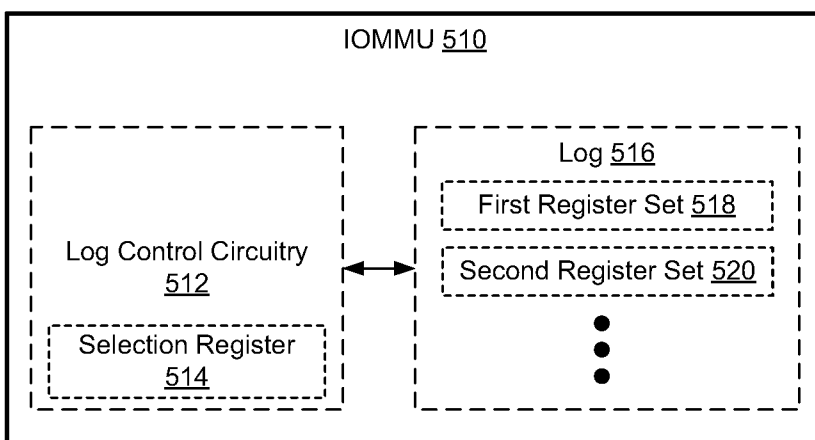 IOMMU 510
Log Control Circuitry
512
Selection Register
514
Log 516
First Register Set 518
Second Register Set 520